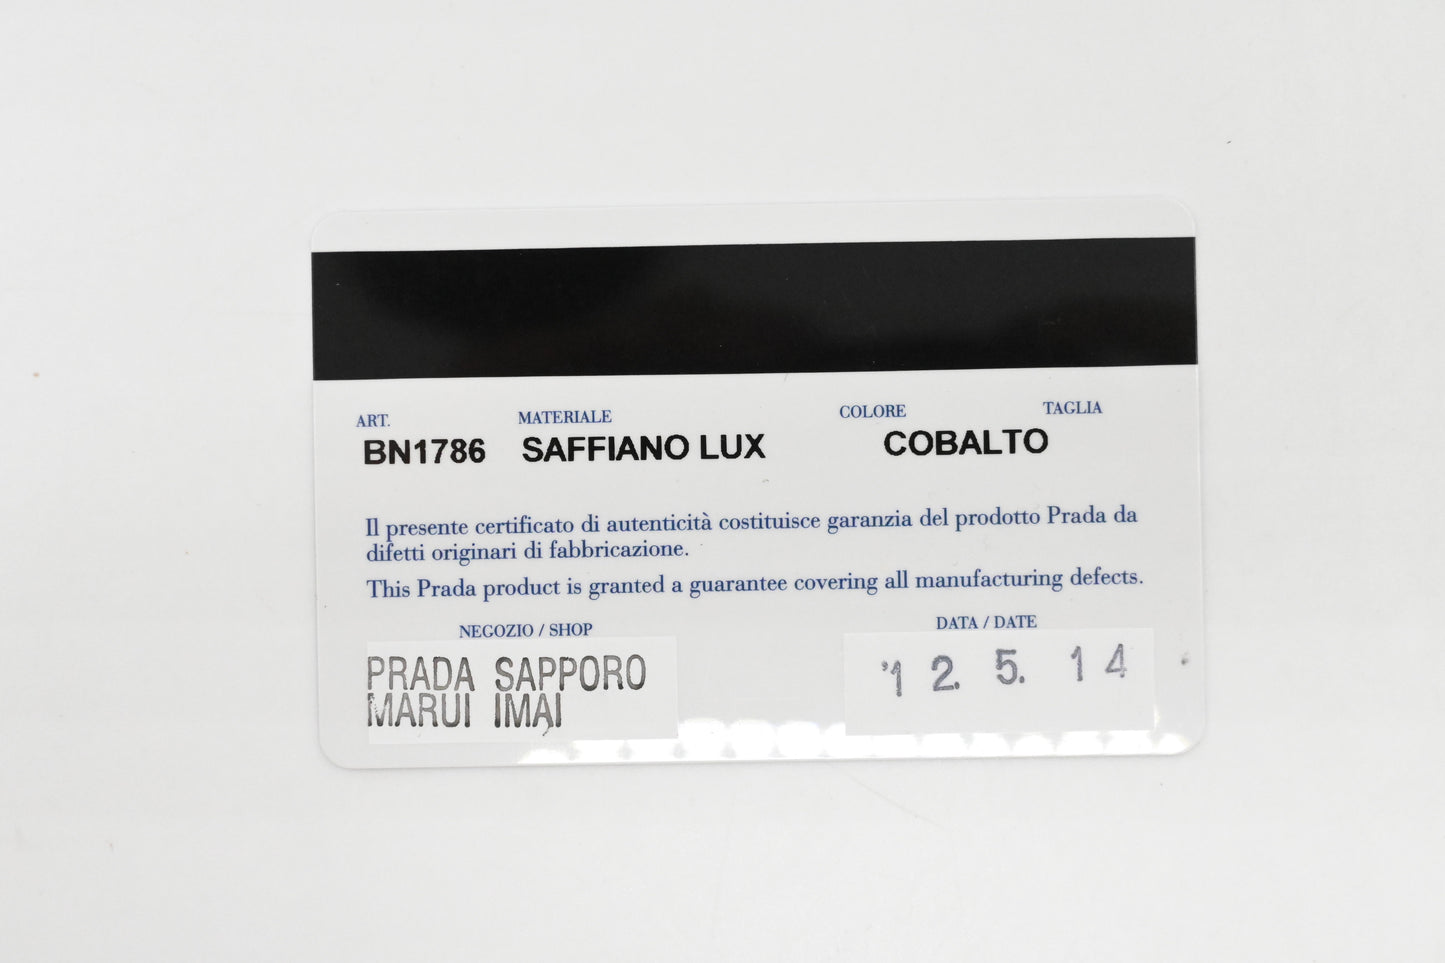 ART. MATERIALE COLORE TAGLIA
BN1786 SAFFIANO LUX COBALTO
Il presente certificato di autenticità costituisce garanzia del prodotto Prada da
difetti originari di fabbricazione.
This Prada product is granted a guarantee covering all manufacturing defects.
NEGOZIO / SHOP DATA / DATE
PRADA SAPPORO '12. 5. 14
MARUI IMAI